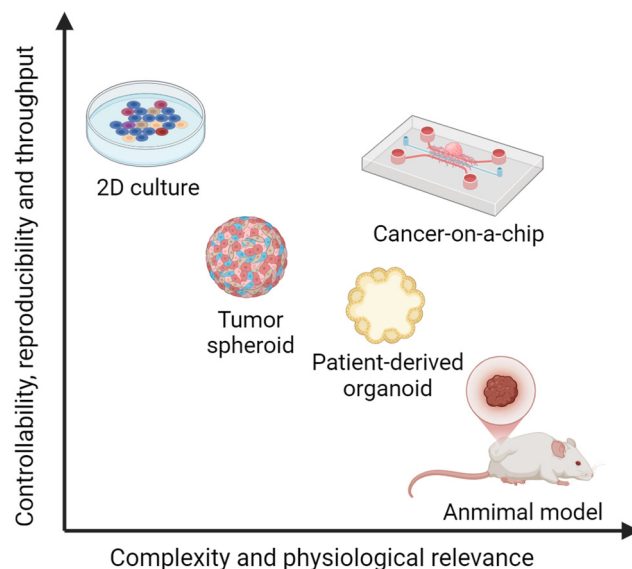 Controllability, reproducibility and throughput
2D culture
Cancer-on-a-chip
Tumor
spheroid
Patient-derived
organoid
Anmimal model
Complexity and physiological relevance